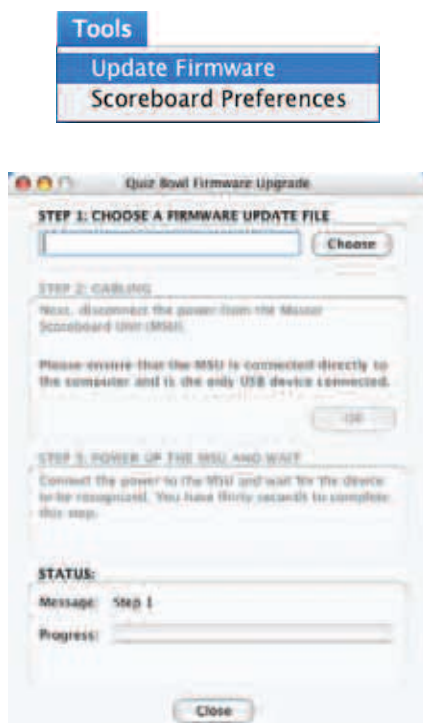 Tools
Update Firmware
Scoreboard Preferences
Quiz Bowl Firmware Upgrade
STEP 1: CHOOSE A FIRMWARE UPDATE FILE
Choose
STEP 2: CABLING
Next, disconnect the power from the Master
Scoreboard Unit (MSU).
Please ensure that the MSU is connected directly to
the computer and is the only USB device connected.
OK
STEP 3: POWER UP THE MSU AND WAIT
Connect the power to the MSU and wait for the device
to be recognized. You have thirty seconds to complete
this step.
STATUS:
Message: Step 1
Progress:
Close